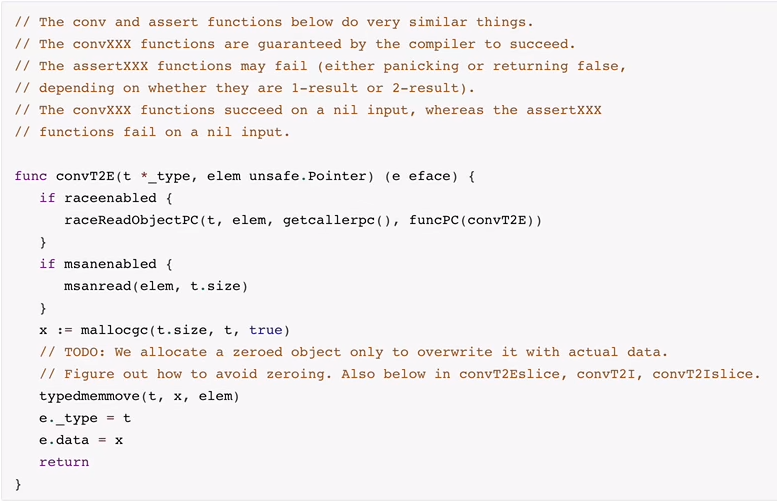 // The conv and assert functions below do very similar things.
// The convXXX functions are guaranteed by the compiler to succeed.
// The assertXXX functions may fail (either panicking or returning false,
// depending on whether they are 1-result or 2-result).
// The convXXX functions succeed on a nil input, whereas the assertXXX
// functions fail on a nil input.

func convT2E(t *_type, elem unsafe.Pointer) (e eface) {
   if raceenabled {
      raceReadObjectPC(t, elem, getcallerpc(), funcPC(convT2E))
   }
   if msanenabled {
      msanread(elem, t.size)
   }
   x := mallocgc(t.size, t, true)
   // TODO: We allocate a zeroed object only to overwrite it with actual data.
   // Figure out how to avoid zeroing. Also below in convT2Eslice, convT2I, convT2Islice.
   typedmemmove(t, x, elem)
   e._type = t
   e.data = x
   return
}